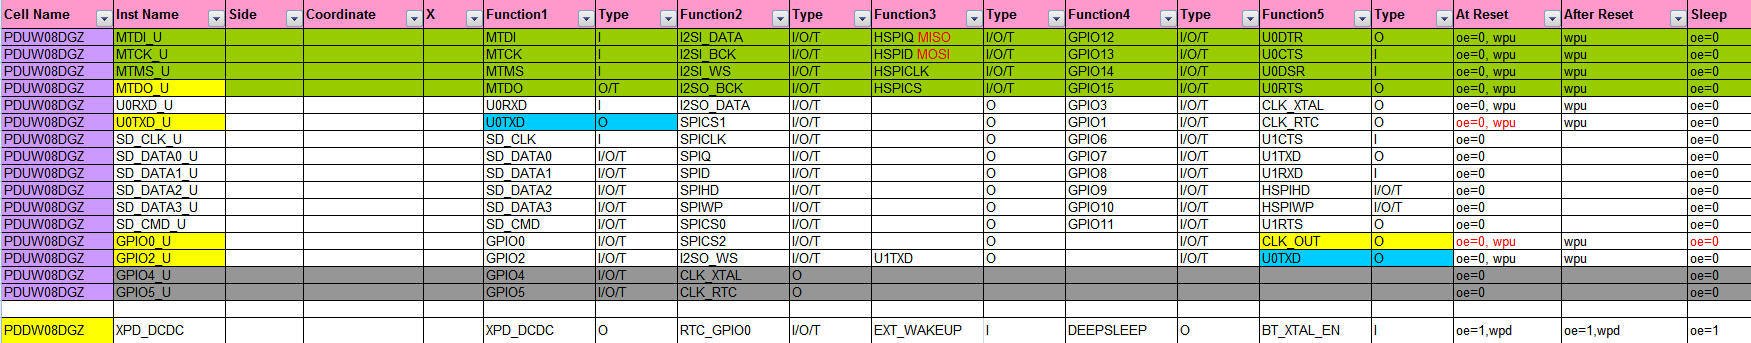 Cell Name Inst Name Side Coordinate X Function1 Type Function2 Type Function3 Type Function4 Type Function5 Type At Reset After Reset Sleep
PDUW08DGZ MTDI_U MTDI I I2SI_DATA I/O/T HSPIQ MISO I/O/T GPIO12 I/O/T U0DTR O oe=0, wpu wpu oe=0
PDUW08DGZ MTCK_U MTCK I I2SI_BCK I/O/T HSPID MOSI I/O/T GPIO13 I/O/T U0CTS I oe=0, wpu wpu oe=0
PDUW08DGZ MTMS_U MTMS I I2SI_WS I/O/T HSPICLK I/O/T GPIO14 I/O/T U0DSR I oe=0, wpu wpu oe=0
PDUW08DGZ MTDO_U MTDO O/T I2SO_BCK I/O/T HSPICS I/O/T GPIO15 I/O/T U0RTS O oe=0, wpu wpu oe=0
PDUW08DGZ U0RXD_U U0RXD I I2SO_DATA I/O/T O GPIO3 I/O/T CLK_XTAL O oe=0, wpu wpu oe=0
PDUW08DGZ U0TXD_U U0TXD O SPICS1 I/O/T O GPIO1 I/O/T CLK_RTC O oe=0, wpu wpu oe=0
PDUW08DGZ SD_CLK_U SD_CLK I SPICLK I/O/T O GPIO6 I/O/T U1CTS I oe=0 oe=0
PDUW08DGZ SD_DATA0_U SD_DATA0 I/O/T SPIQ I/O/T O GPIO7 I/O/T U1TXD O oe=0 oe=0
PDUW08DGZ SD_DATA1_U SD_DATA1 I/O/T SPID I/O/T O GPIO8 I/O/T U1RXD I oe=0 oe=0
PDUW08DGZ SD_DATA2_U SD_DATA2 I/O/T SPIHD I/O/T O GPIO9 I/O/T HSPIHD I/O/T oe=0 oe=0
PDUW08DGZ SD_DATA3_U SD_DATA3 I/O/T SPIWP I/O/T O GPIO10 I/O/T HSPIWP I/O/T oe=0 oe=0
PDUW08DGZ SD_CMD_U SD_CMD I/O/T SPICS0 I/O/T O GPIO11 I/O/T U1RTS O oe=0 oe=0
PDUW08DGZ GPIO0_U GPIO0 I/O/T SPICS2 I/O/T O I/O/T CLK_OUT O oe=0, wpu wpu oe=0
PDUW08DGZ GPIO2_U GPIO2 I/O/T I2SO_WS I/O/T U1TXD O I/O/T U0TXD O oe=0, wpu wpu oe=0
PDUW08DGZ GPIO4_U GPIO4 I/O/T CLK_XTAL O oe=0 oe=0
PDUW08DGZ GPIO5_U GPIO5 I/O/T CLK_RTC O oe=0 oe=0
PDDW08DGZ XPD_DCDC XPD_DCDC O RTC_GPIO0 I/O/T EXT_WAKEUP I DEEPSLEEP O BT_XTAL_EN I oe=1,wpd oe=1,wpd oe=1